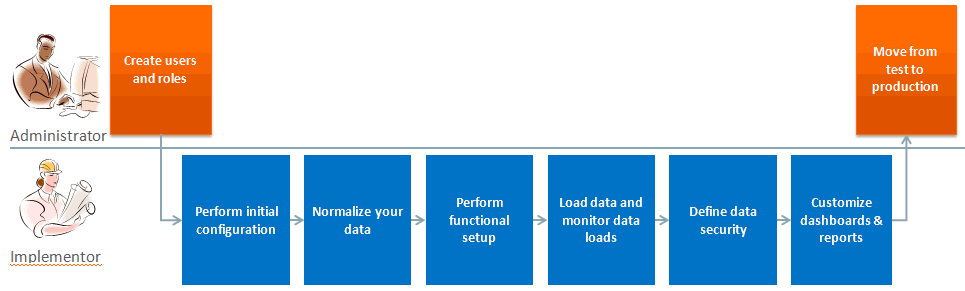 Create users
and roles
Move from
test to
production
Administrator
Perform initial
configuration
Normalize your
data
Perform
functional
setup
Load data and
monitor data
loads
Define data
security
Customize
dashboards &
reports
Implementor